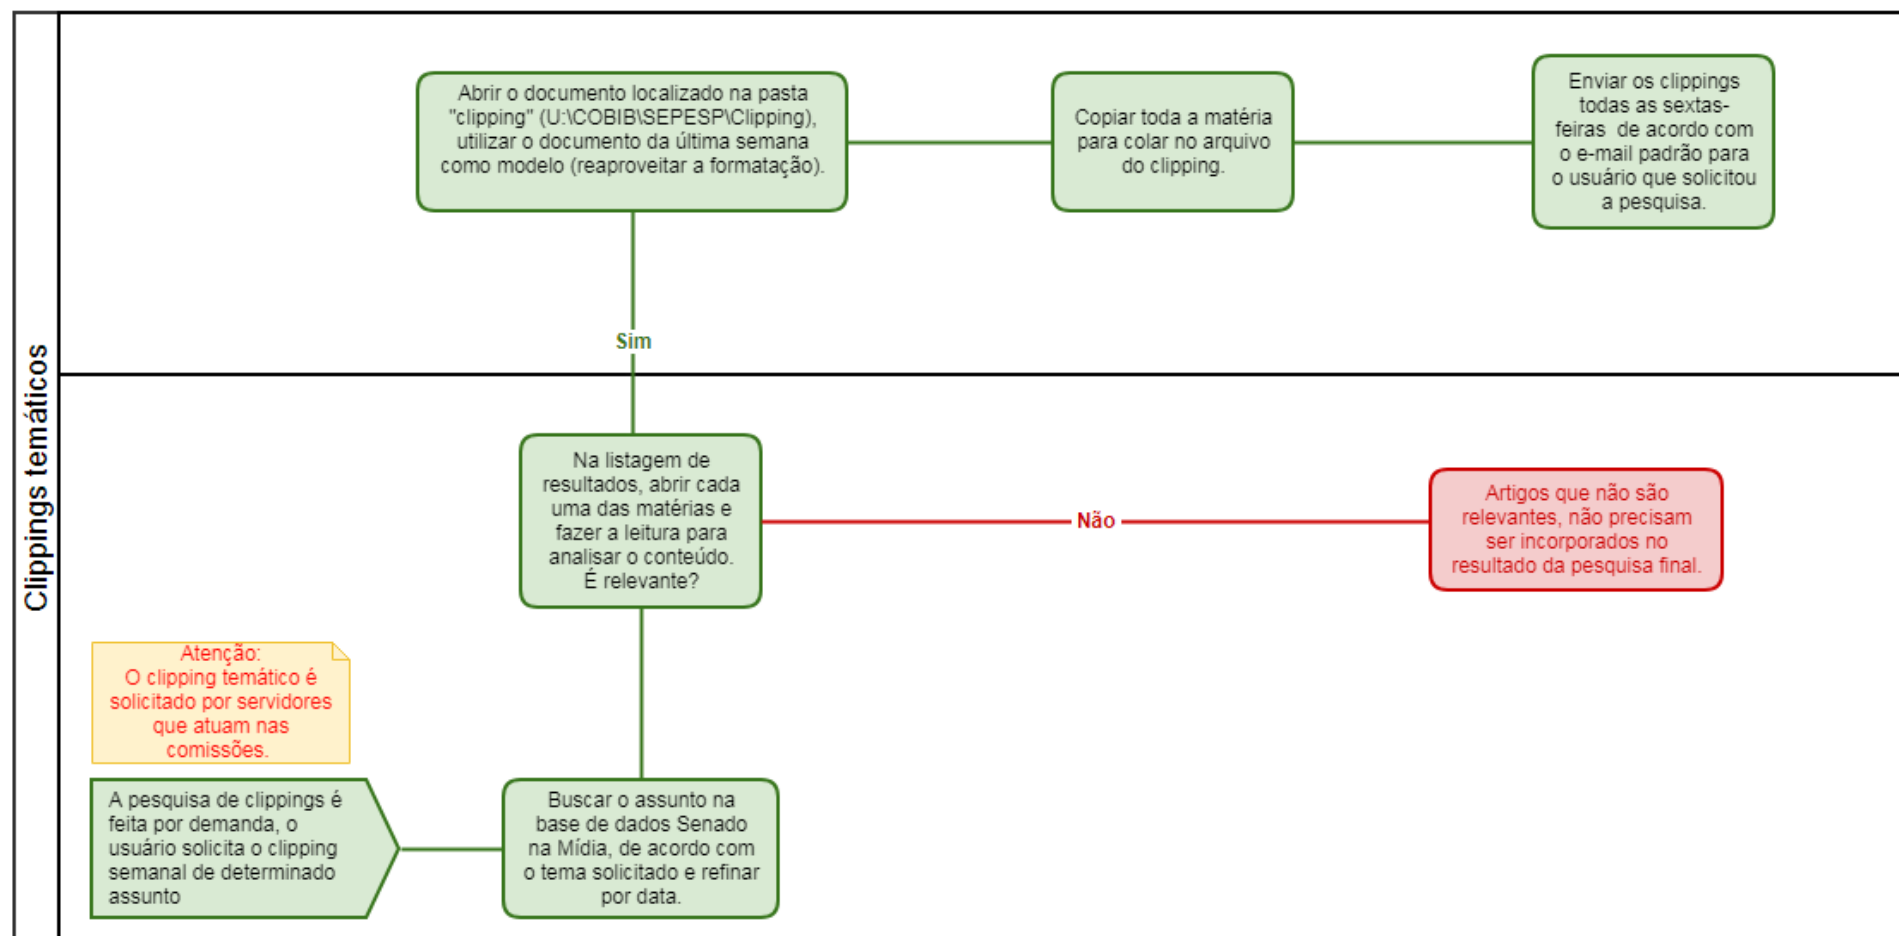 Clippings temáticos
Abrir o documento localizado na pasta
"clipping" (U:\COBIB\SEPESP\Clipping),
utilizar o documento da última semana
como modelo (reaproveitar a formatação).
Copiar toda a matéria
para colar no arquivo
do clipping.
Enviar os clippings
todas as sextas-
feiras de acordo com
o e-mail padrão para
o usuário que solicitou
a pesquisa.
Sim
Na listagem de
resultados, abrir cada
uma das matérias e
fazer a leitura para
analisar o conteúdo.
É relevante?
Não
Artigos que não são
relevantes, não precisam
ser incorporados no
resultado da pesquisa final.
Atenção:
O clipping temático é
solicitado por servidores
que atuam nas
comissões.
A pesquisa de clippings é
feita por demanda, o
usuário solicita o clipping
semanal de determinado
assunto
Buscar o assunto na
base de dados Senado
na Mídia, de acordo com
o tema solicitado e refinar
por data.